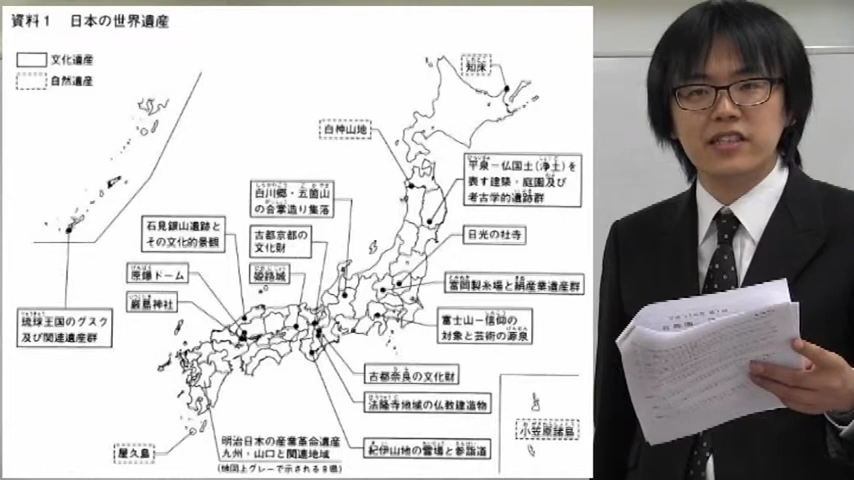 資料1 日本の世界遺産
文化遺産
自然遺産
知床
白神山地
平泉－仏国土(浄土)を
表す建築・庭園及び
考古学的遺跡群
白川郷・五箇山
の合掌造り集落
石見銀山遺跡と
その文化的景観
古都京都の
文化財
日光の社寺
原爆ドーム
姫路城
富岡製糸場と絹産業遺産群
厳島神社
琉球王国のグスク
及び関連遺産群
富士山－信仰の
対象と芸術の源泉
古都奈良の文化財
法隆寺地域の仏教建造物
小笠原諸島
屋久島
明治日本の産業革命遺産
九州・山口と関連地域
(地図上グレーで示される8県)
紀伊山地の霊場と参詣道